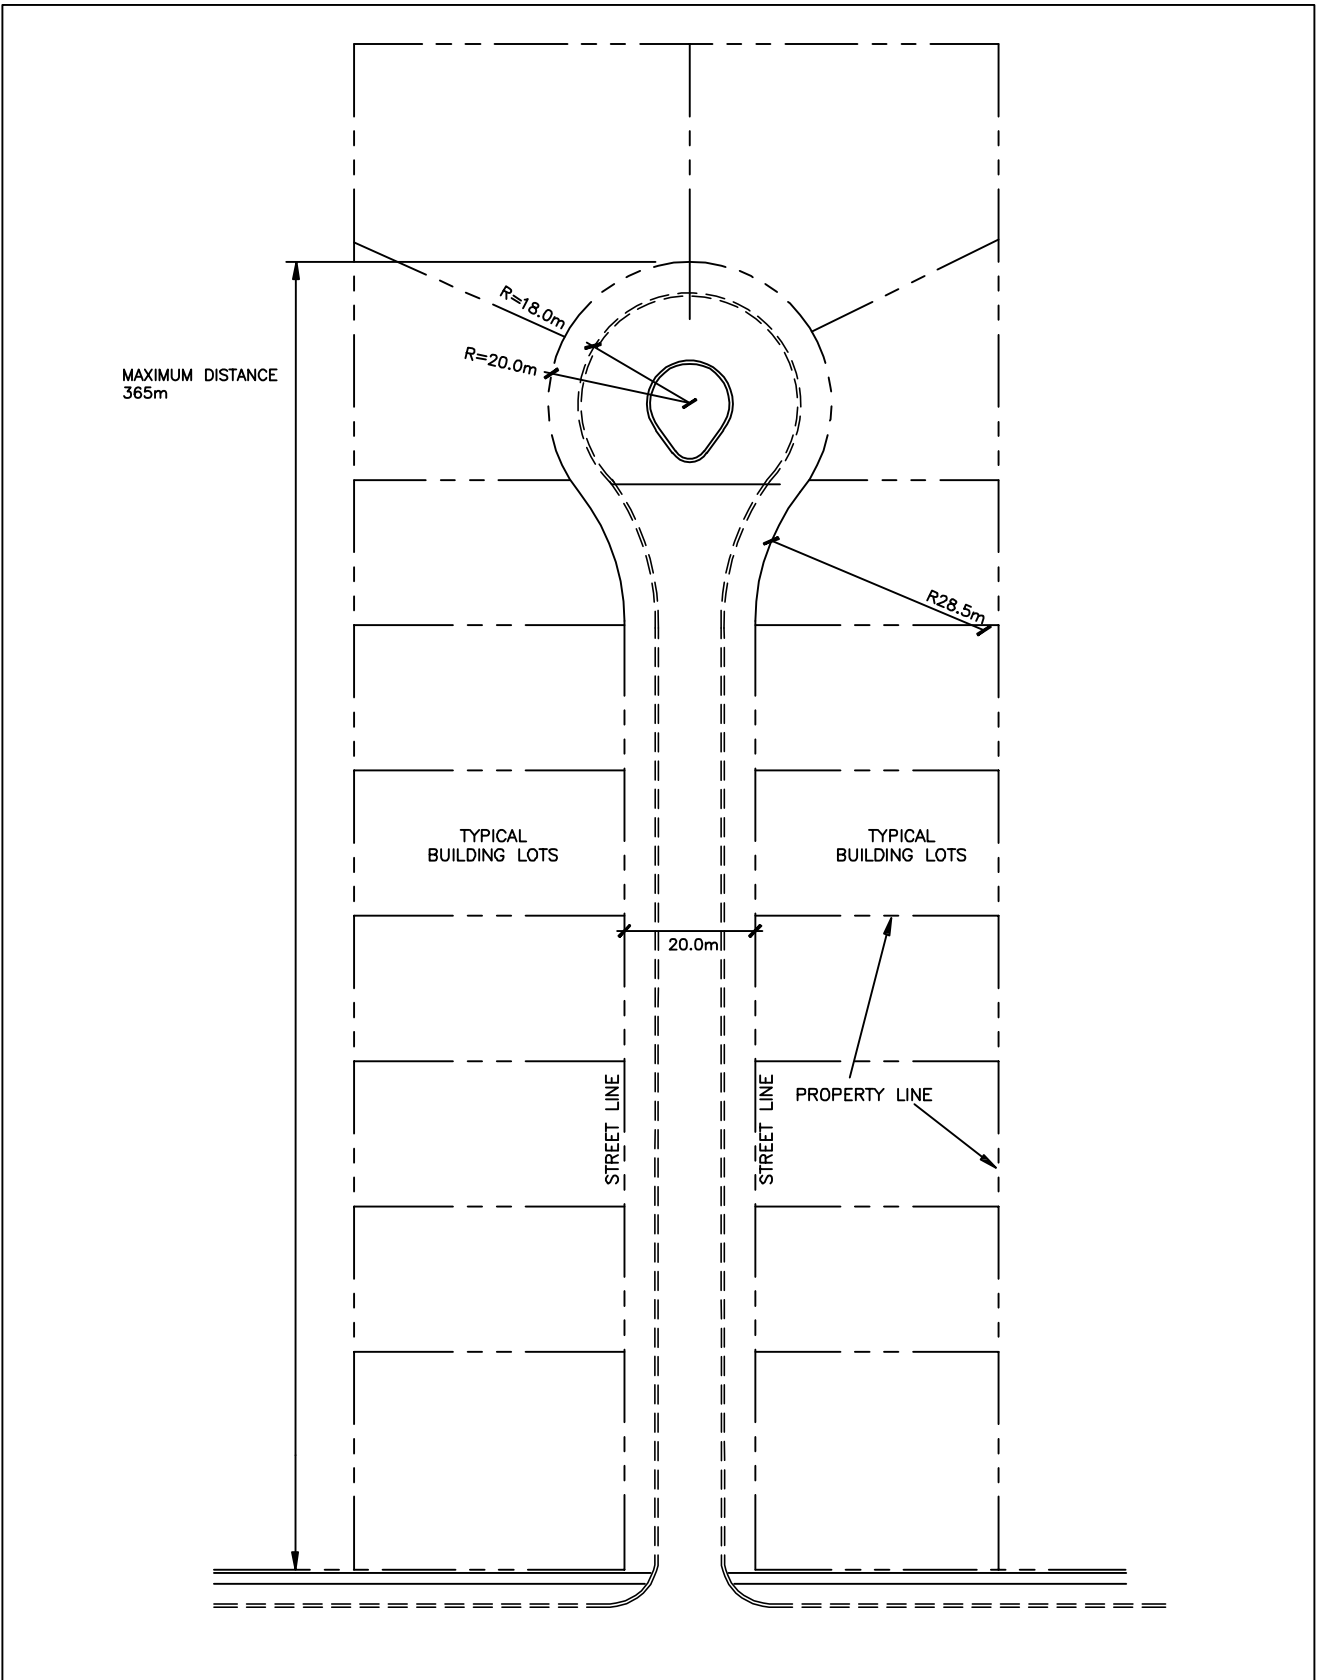 R=18.0m
R=20.0m
MAXIMUM DISTANCE
365m
R28.5m
TYPICAL
BUILDING LOTS
TYPICAL
BUILDING LOTS
20.0m
STREET LINE
STREET LINE
PROPERTY LINE